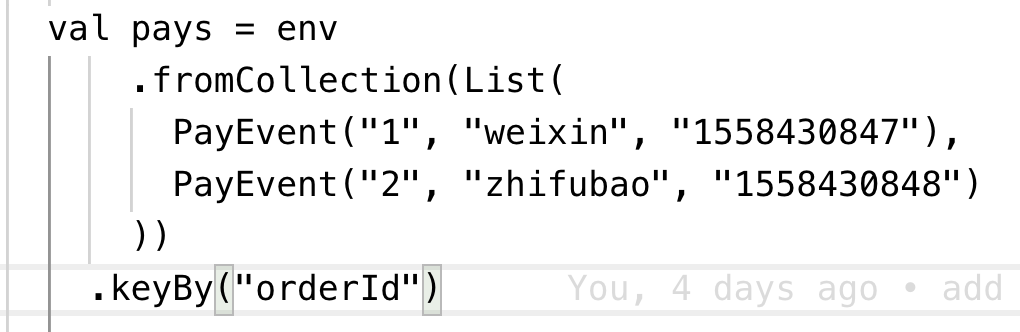 val pays = env
.fromCollection(List(
PayEvent("1", "weixin", "1558430847"),
PayEvent("2", "zhifubao", "1558430848")
))
.keyBy("orderId") You, 4 days ago • add